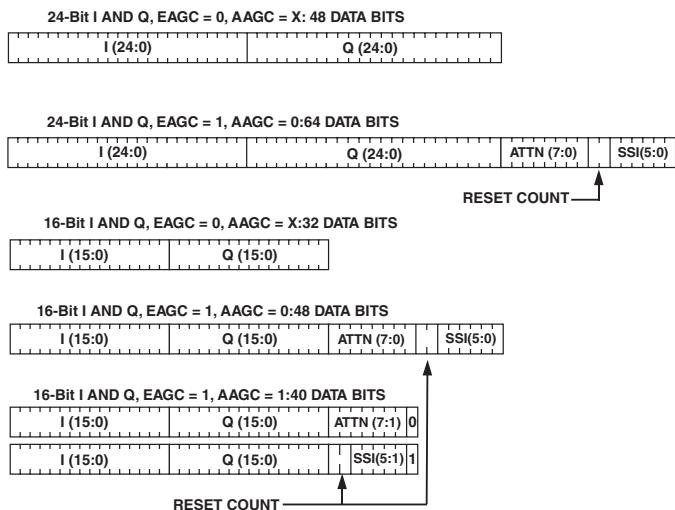 24-Bit I AND Q, EAGC = 0, AAGC = X: 48 DATA BITS
I (24:0) Q (24:0)
24-Bit I AND Q, EAGC = 1, AAGC = 0:64 DATA BITS
I (24:0) Q (24:0) ATTN (7:0) SSI(5:0)
RESET COUNT
16-Bit I AND Q, EAGC = 0, AAGC = X:32 DATA BITS
I (15:0) Q (15:0)
16-Bit I AND Q, EAGC = 1, AAGC = 0:48 DATA BITS
I (15:0) Q (15:0) ATTN (7:0) SSI(5:0)
16-Bit I AND Q, EAGC = 1, AAGC = 1:40 DATA BITS
I (15:0) Q (15:0) ATTN (7:1) 0
I (15:0) Q (15:0) SSI(5:1) 1
RESET COUNT